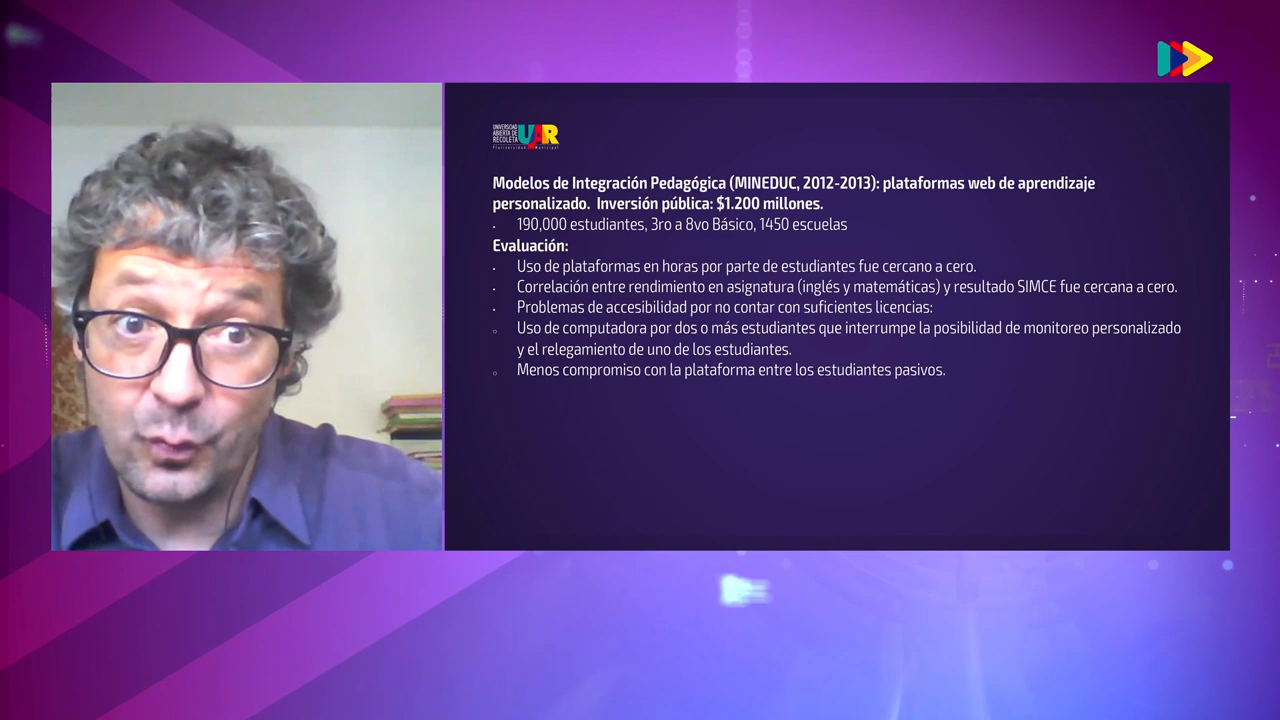 UNIVERSIDAD
ABIERTA DE
RECOLETA
UAR
Pluriversidad Municipal
Modelos de Integración Pedagógica (MINEDUC, 2012-2013): plataformas web de aprendizaje
personalizado. Inversión pública: $1.200 millones.
· 190,000 estudiantes, 3ro a 8vo Básico, 1450 escuelas
Evaluación:
· Uso de plataformas en horas por parte de estudiantes fue cercano a cero.
· Correlación entre rendimiento en asignatura (inglés y matemáticas) y resultado SIMCE fue cercana a cero.
· Problemas de accesibilidad por no contar con suficientes licencias:
○ Uso de computadora por dos o más estudiantes que interrumpe la posibilidad de monitoreo personalizado
y el relegamiento de uno de los estudiantes.
○ Menos compromiso con la plataforma entre los estudiantes pasivos.